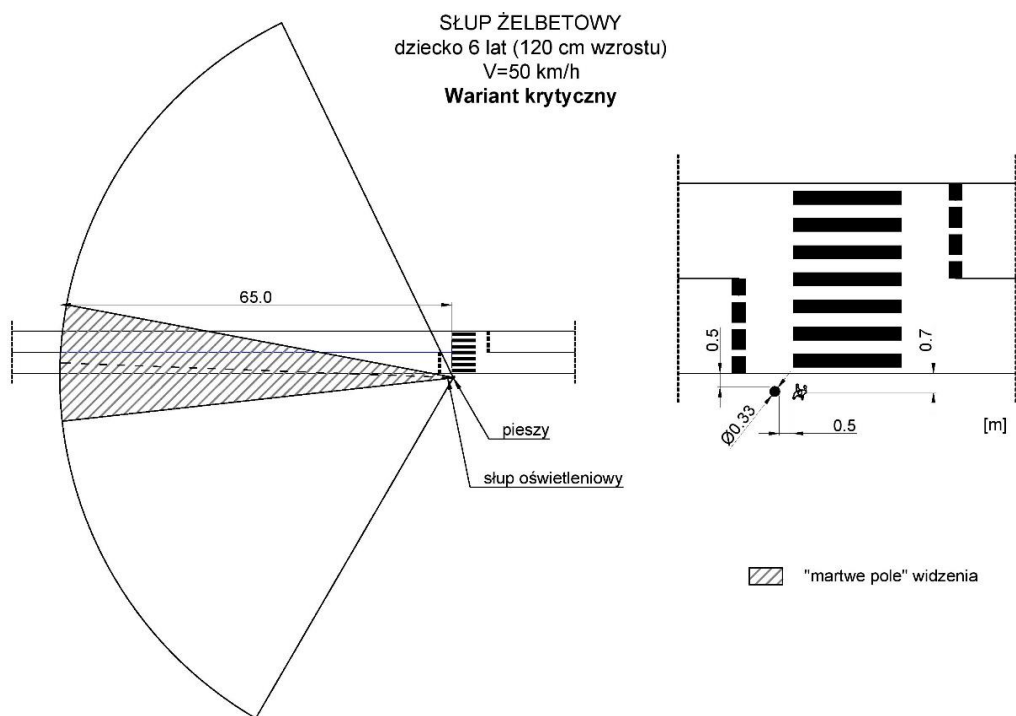 SŁUP ŻELBETOWY
dziecko 6 lat (120 cm wzrostu)
V=50 km/h
Wariant krytyczny
65.0
pieszy
słup oświetleniowy
0.5
0.7
Ø0.33
0.5
[m]
"martwe pole" widzenia